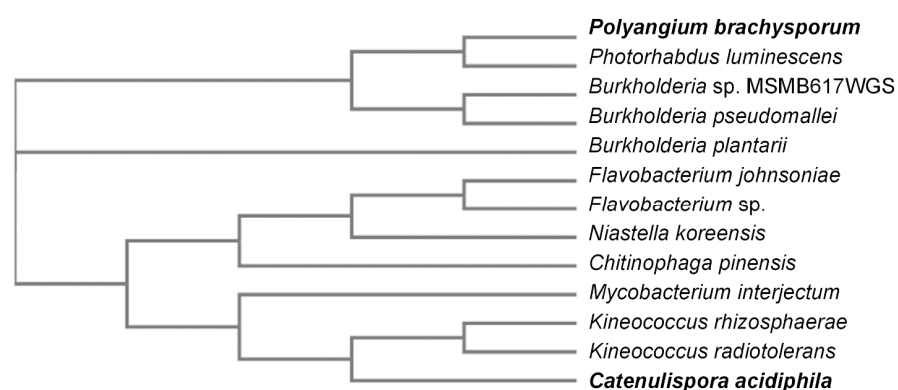 Polyangium brachysporum
Photorhabdus luminescens
Burkholderia sp. MSMB617WGS
Burkholderia pseudomallei
Burkholderia plantarii
Flavobacterium johnsoniae
Flavobacterium sp.
Niastella koreensis
Chitinophaga pinensis
Mycobacterium interjectum
Kineococcus rhizosphaerae
Kineococcus radiotolerans
Catenulispora acidiphila